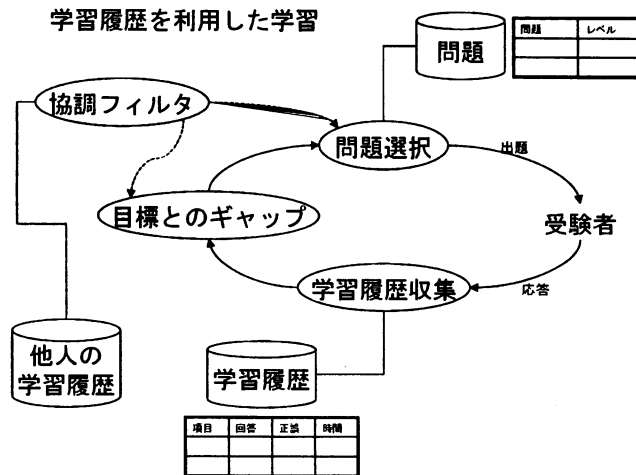 学習履歴を利用した学習
問題
問題 レベル
協調フィルタ
問題選択
出題
目標とのギャップ
受験者
学習履歴収集
応答
他人の
学習履歴
学習履歴
項目 回答 正誤 時間